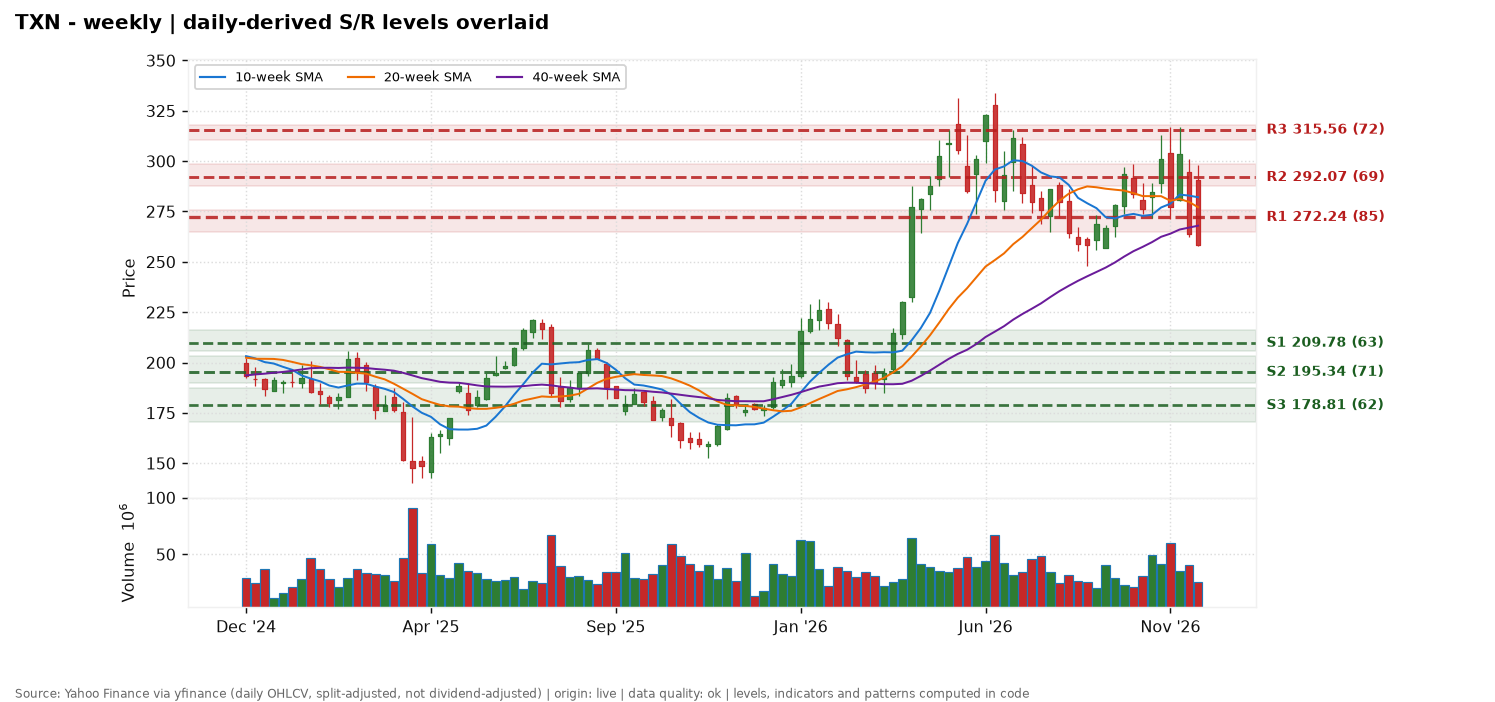 TXN - weekly | daily-derived S/R levels overlaid
10-week SMA 20-week SMA 40-week SMA
350
325
300
275
250
225
200
175
150
Price
R3 315.56 (72)
R2 292.07 (69)
R1 272.24 (85)
S1 209.78 (63)
S2 195.34 (71)
S3 178.81 (62)
100
50
Volume 10⁶
Dec '24 Apr '25 Sep '25 Jan '26 Jun '26 Nov '26
Source: Yahoo Finance via yfinance (daily OHLCV, split-adjusted, not dividend-adjusted) | origin: live | data quality: ok | levels, indicators and patterns computed in code